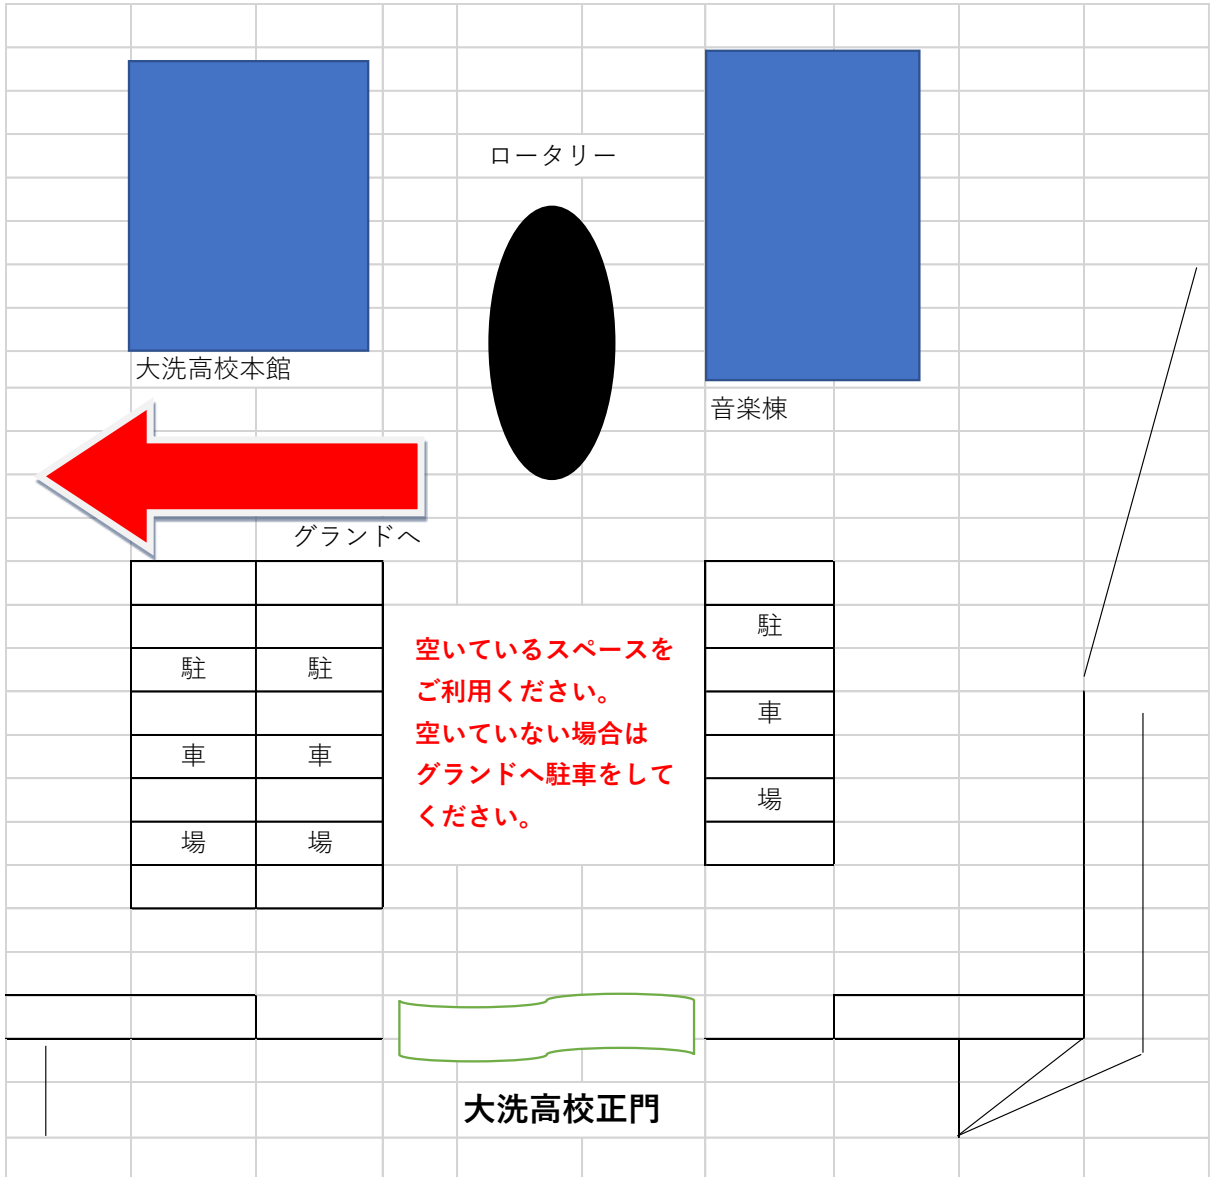 ロータリー
大洗高校本館
音楽棟
グランドへ
駐 駐
車 車
場 場
空いているスペースを
ご利用ください。
空いていない場合は
グランドへ駐車をして
ください。
駐
車
場
大洗高校正門